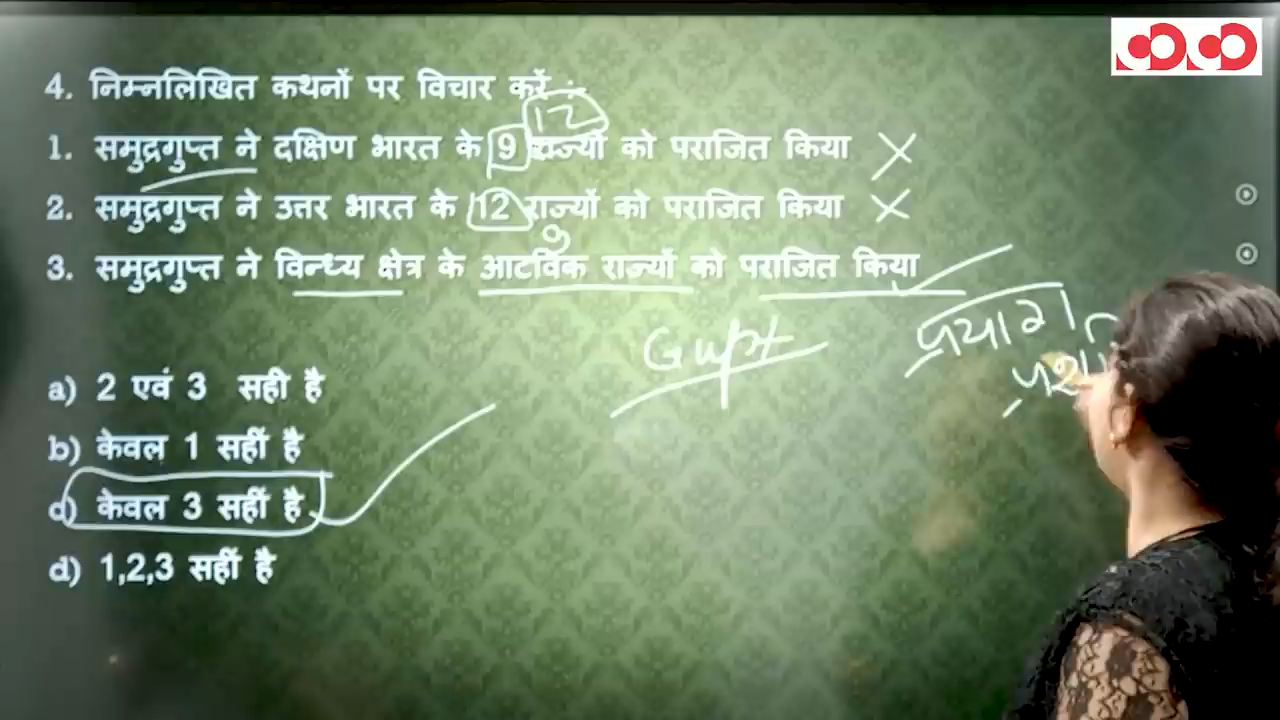 4. निम्नलिखित कथनों पर विचार करें :-
12
1. समुद्रगुप्त ने दक्षिण भारत के 9 राज्यों को पराजित किया
2. समुद्रगुप्त ने उत्तर भारत के 12 राज्यों को पराजित किया
9
3. समुद्रगुप्त ने विन्ध्य क्षेत्र के आटविक राज्यों को पराजित किया
Gupt
प्रयाग
a) 2 एवं 3 सही है
b) केवल 1 सहीं है
c) केवल 3 सहीं है
d) 1,2,3 सहीं है